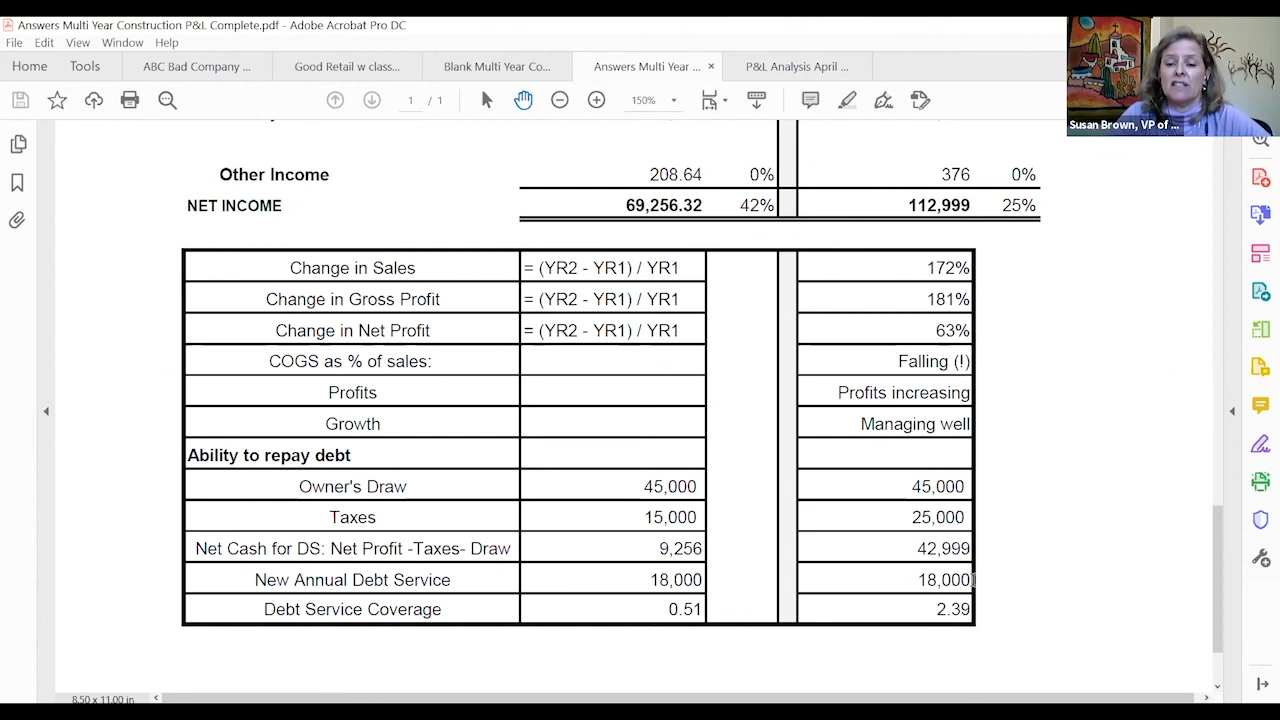 Answers Multi Year Construction P&L Complete.pdf - Adobe Acrobat Pro DC
File Edit View Window Help
Home Tools ABC Bad Company ... Good Retail w class... Blank Multi Year Co... Answers Multi Year ... × P&L Analysis April ...
1 / 1 150%
Susan Brown, VP of ...
Other Income 208.64 0% 376 0%
NET INCOME 69,256.32 42% 112,999 25%
Change in Sales = (YR2 - YR1) / YR1 172%
Change in Gross Profit = (YR2 - YR1) / YR1 181%
Change in Net Profit = (YR2 - YR1) / YR1 63%
COGS as % of sales: Falling (!)
Profits Profits increasing
Growth Managing well
Ability to repay debt
Owner's Draw 45,000 45,000
Taxes 15,000 25,000
Net Cash for DS: Net Profit -Taxes- Draw 9,256 42,999
New Annual Debt Service 18,000 18,000
Debt Service Coverage 0.51 2.39
8.50 x 11.00 in